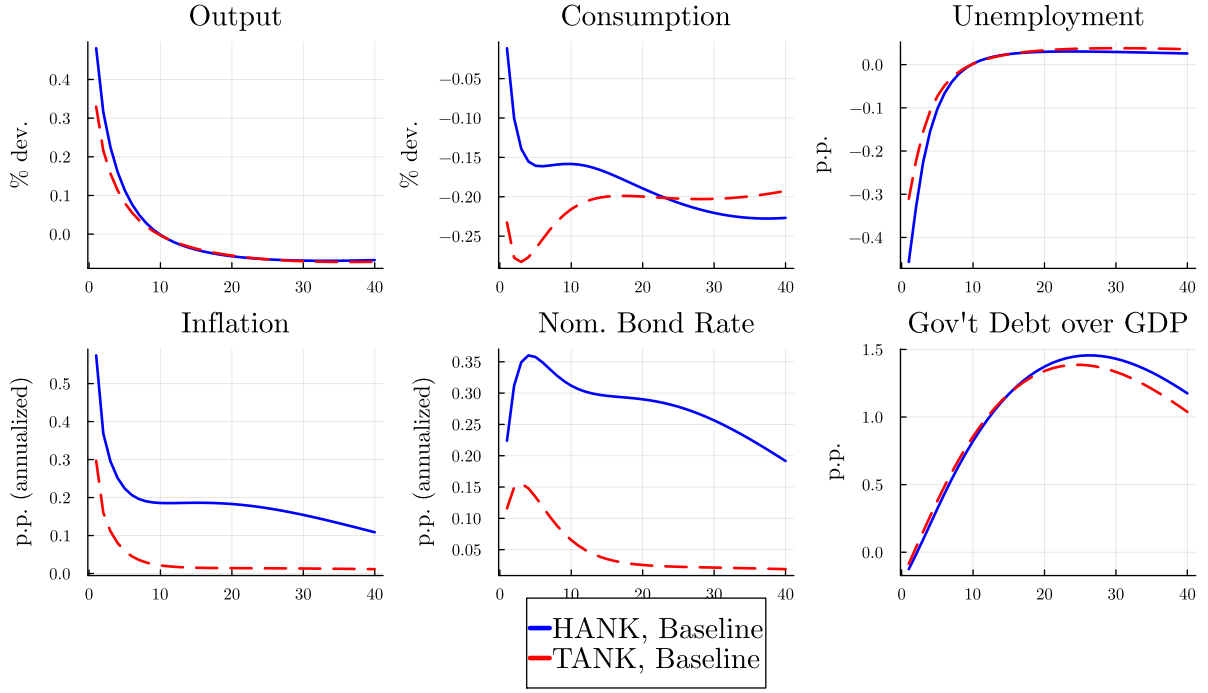 Output
% dev.
0.4
0.3
0.2
0.1
0.0
0 10 20 30 40
Consumption
% dev.
−0.05
−0.10
−0.15
−0.20
−0.25
0 10 20 30 40
Unemployment
p.p.
0.0
−0.1
−0.2
−0.3
−0.4
0 10 20 30 40
Inflation
p.p. (annualized)
0.5
0.4
0.3
0.2
0.1
0.0
0 10 20 30 40
Nom. Bond Rate
p.p. (annualized)
0.35
0.30
0.25
0.20
0.15
0.10
0.05
0 10 20 30 40
Gov't Debt over GDP
p.p.
1.5
1.0
0.5
0.0
0 10 20 30 40
HANK, Baseline
TANK, Baseline